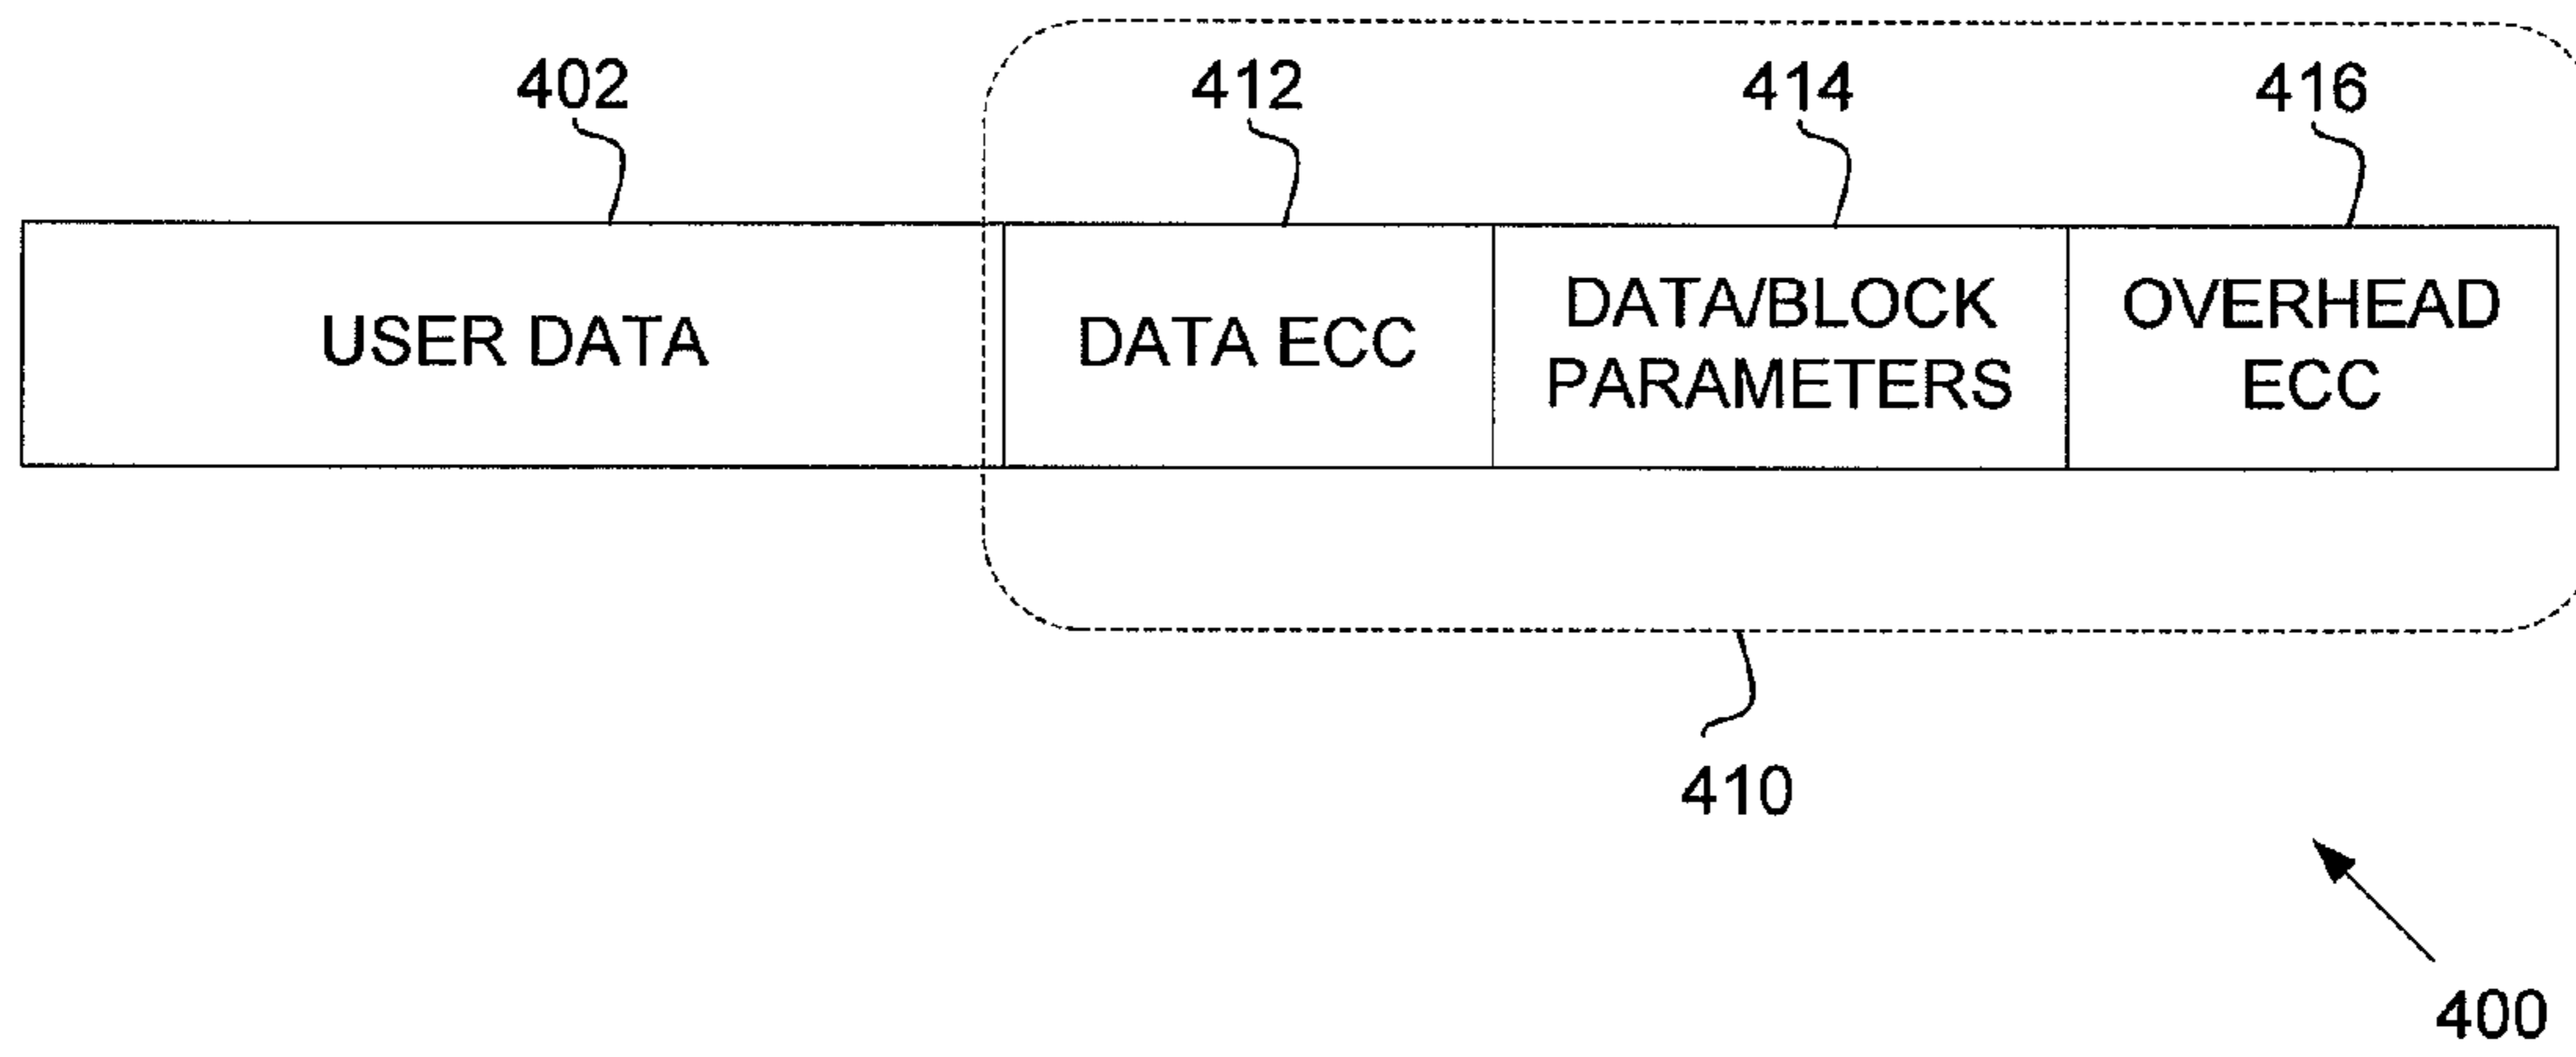 402
412
414
416
USER DATA
DATA ECC
DATA/BLOCK
PARAMETERS
OVERHEAD
ECC
410
400